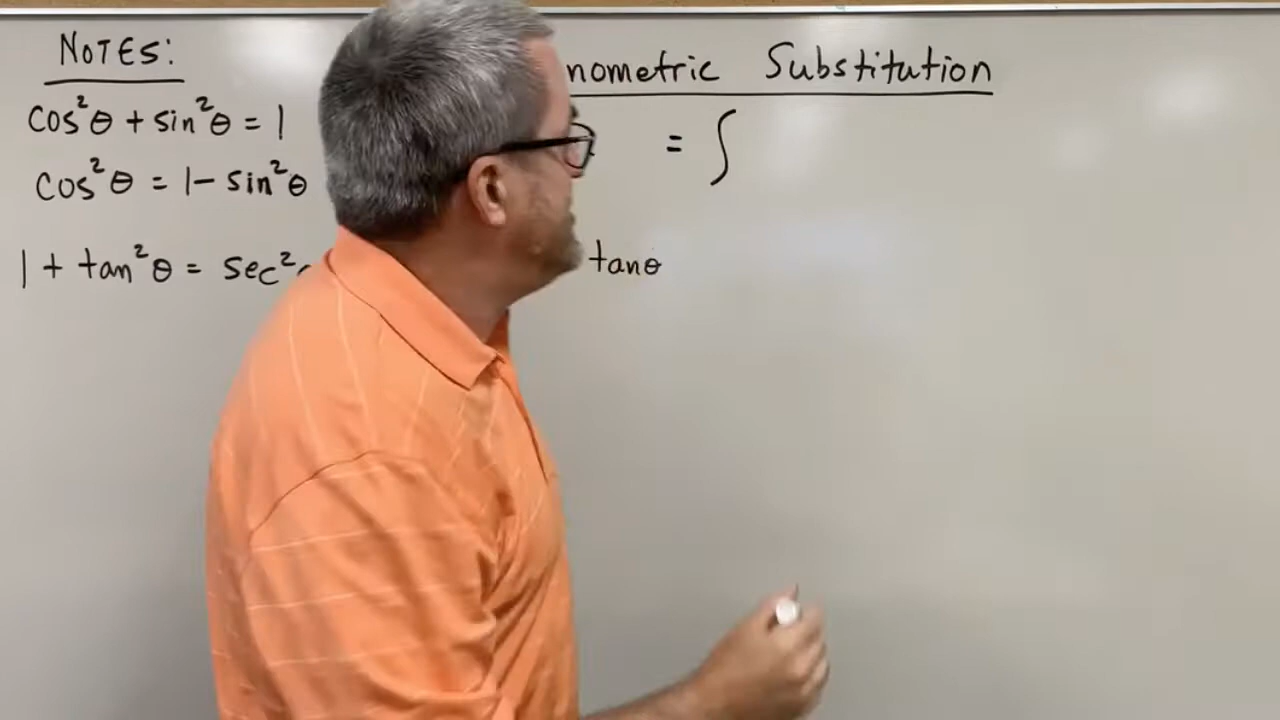 NOTES:
nometric Substitution
cos²θ + sin²θ = 1
= ∫
cos²θ = 1 - sin²θ
1 + tan²θ = sec²
tanθ